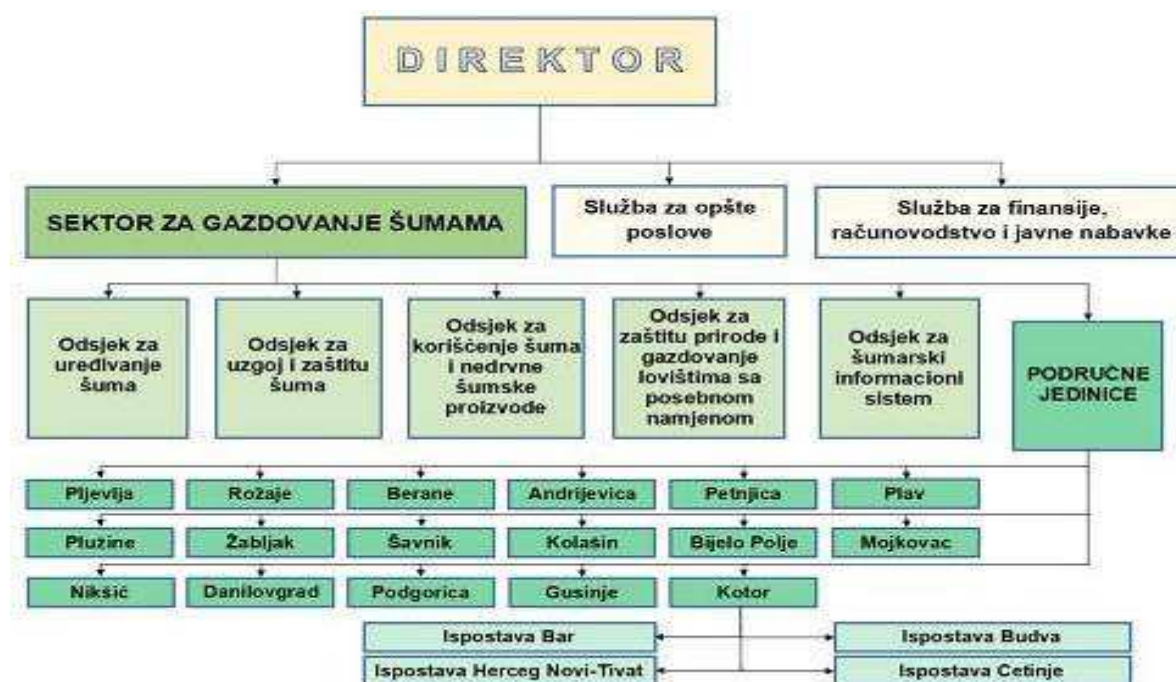 DIREKTOR
SEKTOR ZA GAZDOVANJE ŠUMAMA
Služba za opšte
poslove
Služba za finansije,
računovodstvo i javne nabavke
Odsjek za
uređivanje
šuma
Odsjek za
uzgoj i zaštitu
šuma
Odsjek za
korišćenje šuma
i nedrvne
šumske
proizvode
Odsjek za
zaštitu prirode i
gazdovanje
lovištima sa
posebnom
namjenom
Odsjek za
šumarski
informacioni
sistem
PODRUČNE
JEDINICE
Pljevlja
Rožaje
Berane
Andrijevica
Petnjica
Plav
Plužine
Žabljak
Šavnik
Kolašin
Bijelo Polje
Mojkovac
Nikšić
Danilovgrad
Podgorica
Gusinje
Kotor
Ispostava Bar
Ispostava Budva
Ispostava Herceg Novi-Tivat
Ispostava Cetinje